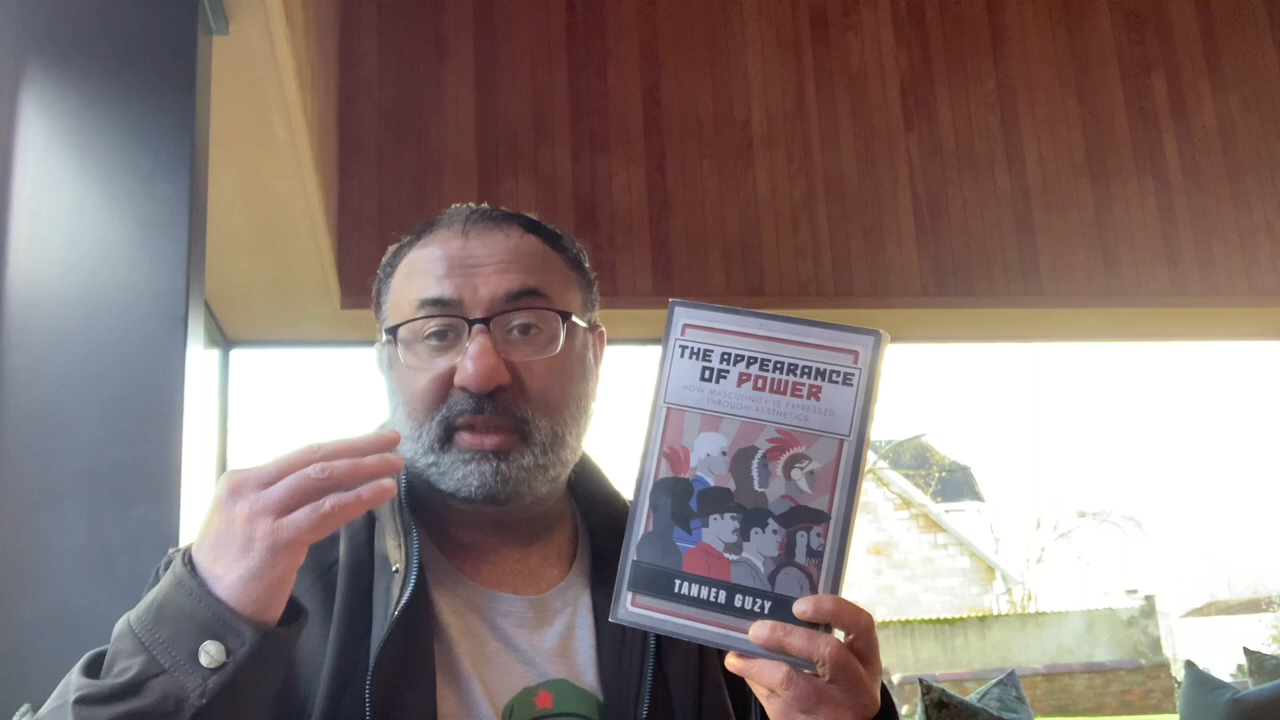 THE APPEARANCE
OF POWER
HOW MASCULINITY IS EXPRESSED
THROUGH AESTHETICS
TANNER GUZY